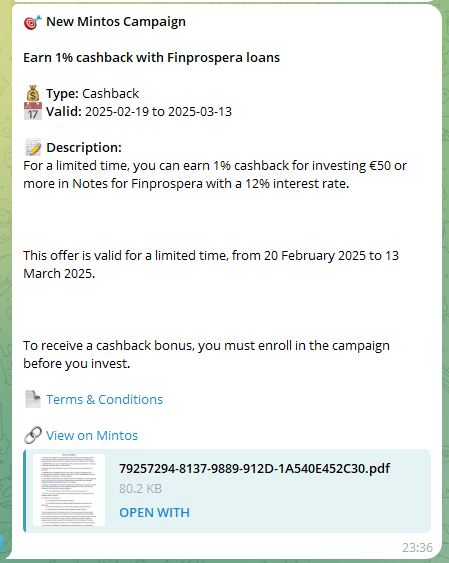 New Mintos Campaign
Earn 1% cashback with Finprospera loans
Type: Cashback
17 Valid: 2025-02-19 to 2025-03-13
Description:
For a limited time, you can earn 1% cashback for investing €50 or
more in Notes for Finprospera with a 12% interest rate.
This offer is valid for a limited time, from 20 February 2025 to 13
March 2025.
To receive a cashback bonus, you must enroll in the campaign
before you invest.
Terms & Conditions
View on Mintos
79257294-8137-9889-912D-1A540E452C30.pdf
80.2 KB
OPEN WITH
23:36